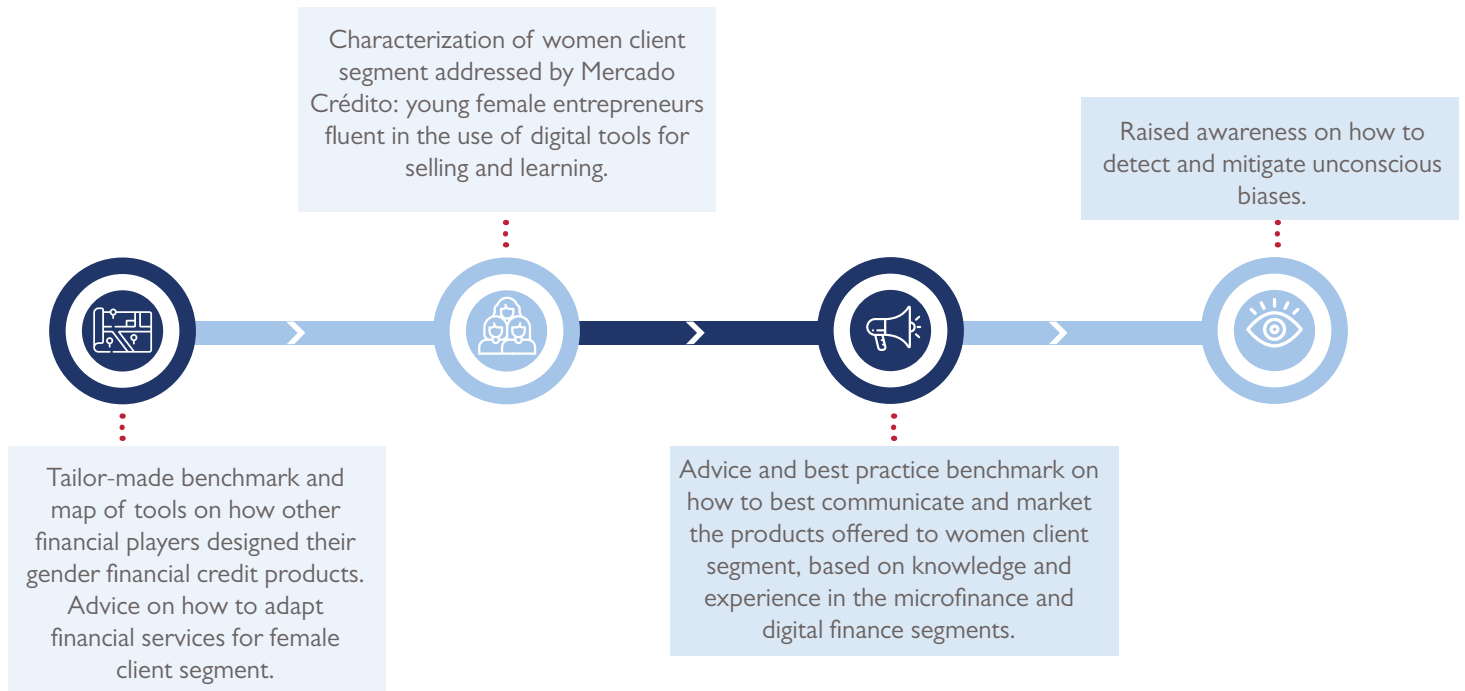 Tailor-made benchmark and
map of tools on how other
financial players designed their
gender financial credit products.
Advice on how to adapt
financial services for female
client segment.
Characterization of women client
segment addressed by Mercado
Crédito: young female entrepreneurs
fluent in the use of digital tools for
selling and learning.
Advice and best practice benchmark on
how to best communicate and market
the products offered to women client
segment, based on knowledge and
experience in the microfinance and
digital finance segments.
Raised awareness on how to
detect and mitigate unconscious
biases.